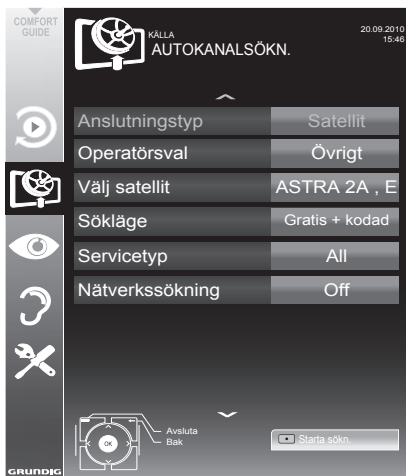 COMFORT
GUIDE
KÄLLA
AUTOKANALSÖKN.
20.09.2010
15:46
Anslutningstyp Satellit
Operatörsval Övrigt
Välj satellit ASTRA 2A , E
Sökläge Gratis + kodad
Servicetyp All
Nätverkssökning Off
OK
Avsluta
Bak
Starta sökn.
GRUNDIG